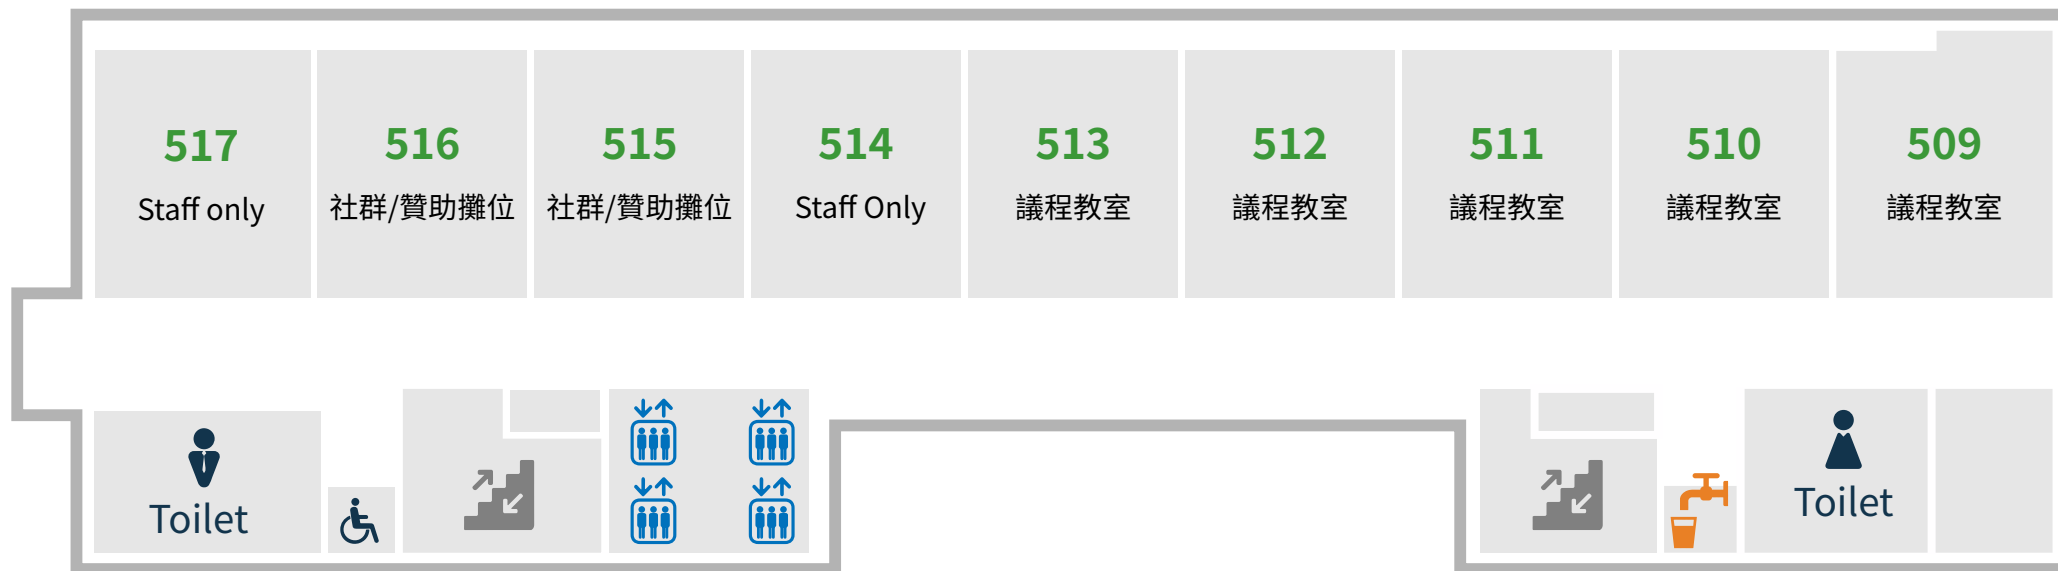 517
Staff only
516
社群/贊助攤位
515
社群/贊助攤位
514
Staff Only
513
議程教室
512
議程教室
511
議程教室
510
議程教室
509
議程教室
Toilet
Toilet